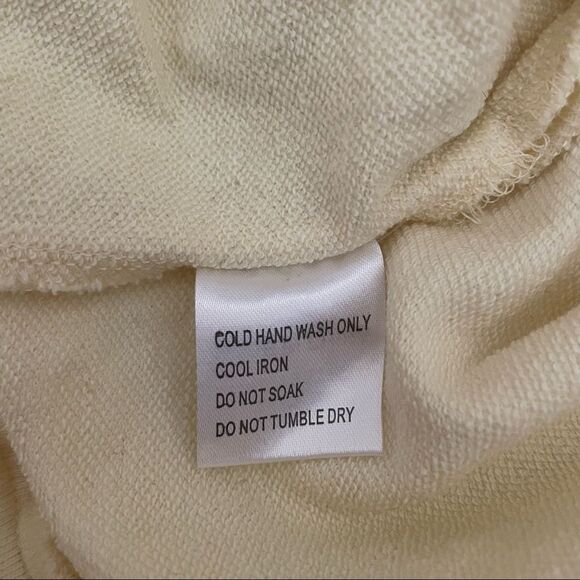 COLD HAND WASH ONLY
COOL IRON
DO NOT SOAK
DO NOT TUMBLE DRY